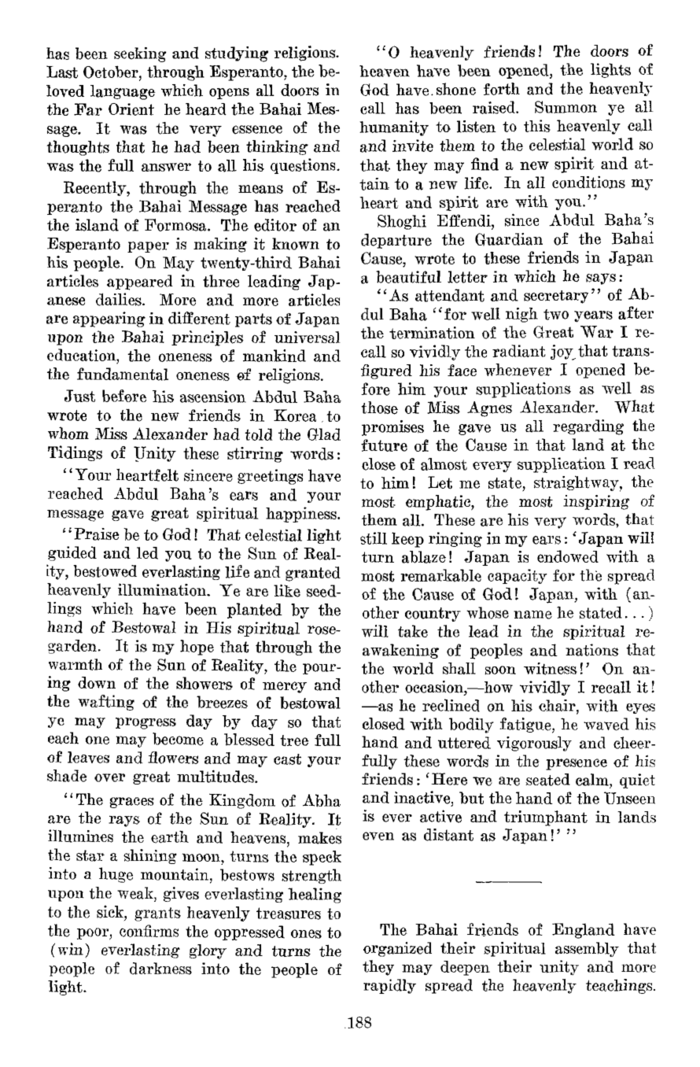 has been seeking and studying religions.
Last October, through Esperanto, the be-
loved language which opens all doors in
the Far Orient he heard the Bahai Mes-
sage. It was the very essence of the
thoughts that he had been thinking and
was the full answer to all his questions.
Recently, through the means of Es-
peranto the Bahai Message has reached
the island of Formosa. The editor of an
Esperanto paper is making it known to
his people. On May twenty-third Bahai
articles appeared in three leading Jap-
anese dailies. More and more articles
are appearing in different parts of Japan
upon the Bahai principles of universal
education, the oneness of mankind and
the fundamental oneness of religions.
Just before his ascension Abdul Baha
wrote to the new friends in Korea to
whom Miss Alexander had told the Glad
Tidings of Unity these stirring words:
"Your heartfelt sincere greetings have
reached Abdul Baha's ears and your
message gave great spiritual happiness.
"Praise be to God! That celestial light
guided and led you to the Sun of Real-
ity, bestowed everlasting life and granted
heavenly illumination. Ye are like seed-
lings which have been planted by the
hand of Bestowal in His spiritual rose-
garden. It is my hope that through the
warmth of the Sun of Reality, the pour-
ing down of the showers of mercy and
the wafting of the breezes of bestowal
ye may progress day by day so that
each one may become a blessed tree full
of leaves and flowers and may cast your
shade over great multitudes.
"The graces of the Kingdom of Abha
are the rays of the Sun of Reality. It
illumines the earth and heavens, makes
the star a shining moon, turns the speck
into a huge mountain, bestows strength
upon the weak, gives everlasting healing
to the sick, grants heavenly treasures to
the poor, confirms the oppressed ones to
(win) everlasting glory and turns the
people of darkness into the people of
light.
"O heavenly friends! The doors of
heaven have been opened, the lights of
God have shone forth and the heavenly
call has been raised. Summon ye all
humanity to listen to this heavenly call
and invite them to the celestial world so
that they may find a new spirit and at-
tain to a new life. In all conditions my
heart and spirit are with you."
Shoghi Effendi, since Abdul Baha's
departure the Guardian of the Bahai
Cause, wrote to these friends in Japan
a beautiful letter in which he says:
"As attendant and secretary" of Ab-
dul Baha "for well nigh two years after
the termination of the Great War I re-
call so vividly the radiant joy that trans-
figured his face whenever I opened be-
fore him your supplications as well as
those of Miss Agnes Alexander. What
promises he gave us all regarding the
future of the Cause in that land at the
close of almost every supplication I read
to him! Let me state, straightway, the
most emphatic, the most inspiring of
them all. These are his very words, that
still keep ringing in my ears: 'Japan will
turn ablaze! Japan is endowed with a
most remarkable capacity for the spread
of the Cause of God! Japan, with (an-
other country whose name he stated...)
will take the lead in the spiritual re-
awakening of peoples and nations that
the world shall soon witness!' On an-
other occasion,—how vividly I recall it!
—as he reclined on his chair, with eyes
closed with bodily fatigue, he waved his
hand and uttered vigorously and cheer-
fully these words in the presence of his
friends: 'Here we are seated calm, quiet
and inactive, but the hand of the Unseen
is ever active and triumphant in lands
even as distant as Japan!' "
The Bahai friends of England have
organized their spiritual assembly that
they may deepen their unity and more
rapidly spread the heavenly teachings.
188